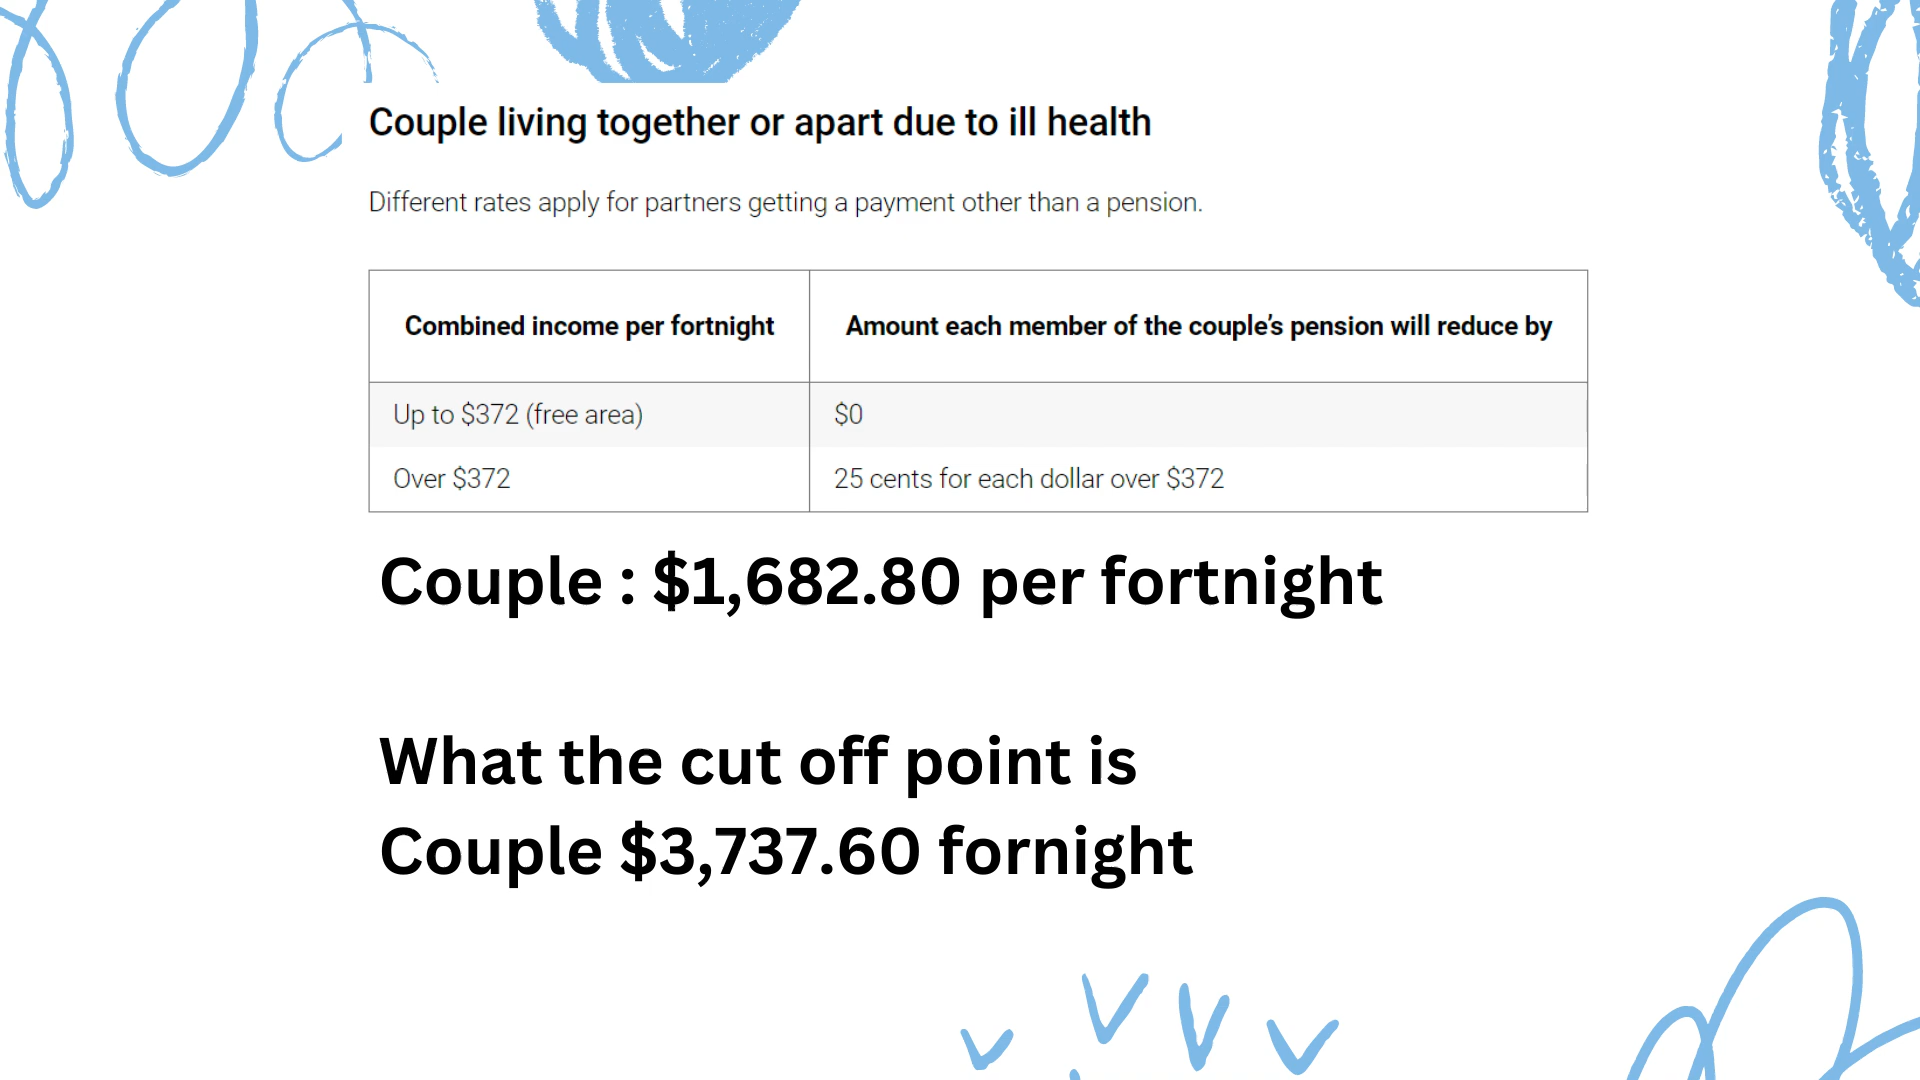 Couple living together or apart due to ill health
Different rates apply for partners getting a payment other than a pension.
Combined income per fortnight
Amount each member of the couple's pension will reduce by
Up to $372 (free area)
$0
Over $372
25 cents for each dollar over $372
Couple : $1,682.80 per fortnight
What the cut off point is
Couple $3,737.60 fornight